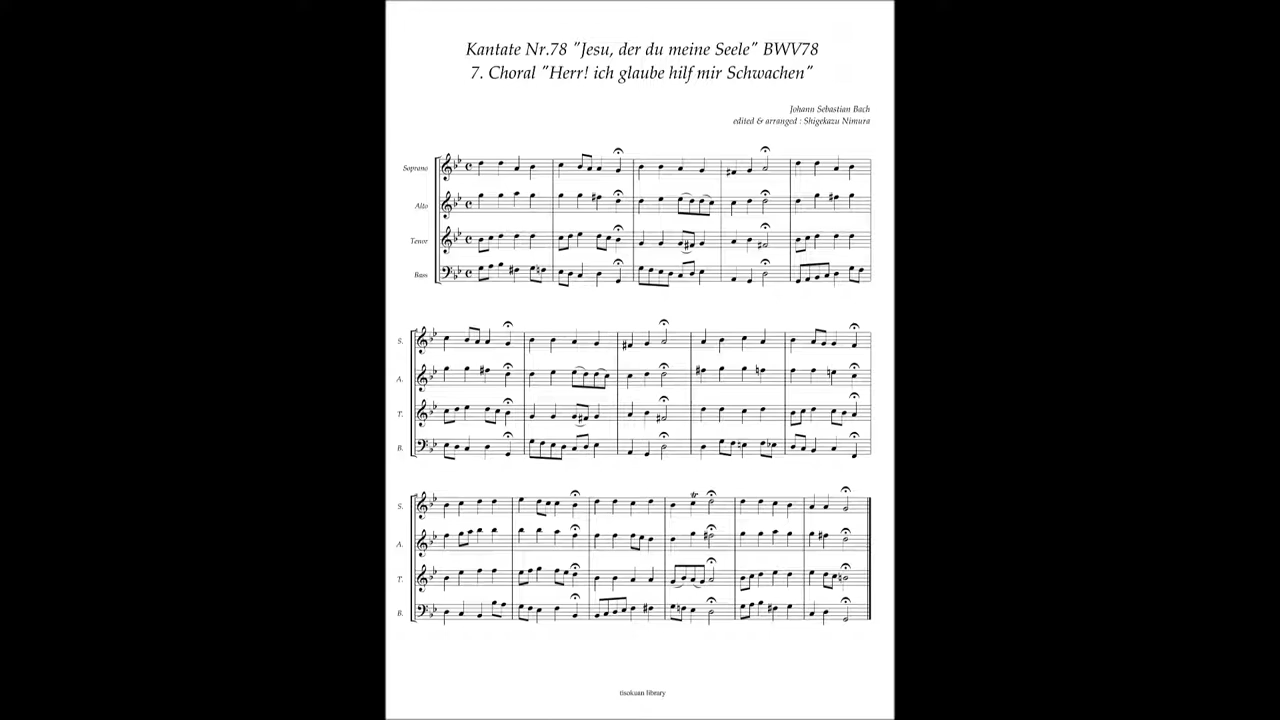 Kantate Nr.78 "Jesu, der du meine Seele" BWV78
7. Choral "Herr! ich glaube hilf mir Schwachen"
Johann Sebastian Bach
edited & arranged : Shigekazu Nimura
Soprano
Alto
Tenor
Bass
S.
A.
T.
B.
S.
A.
T.
B.
tisokuan library